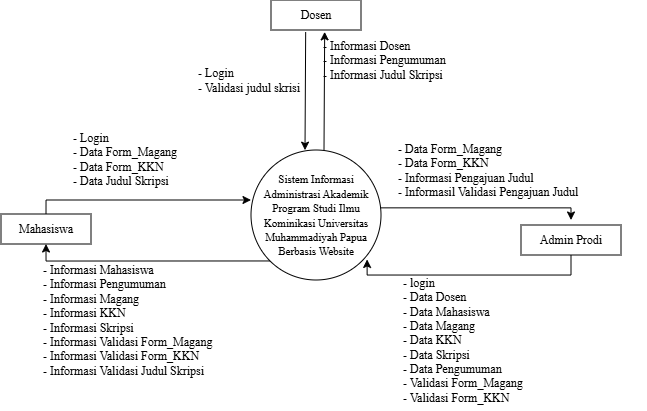 Dosen
- Informasi Dosen
- Informasi Pengumuman
- Informasi Judul Skripsi
- Login
- Validasi judul skrisi
- Login
- Data Form_Magang
- Data Form_KKN
- Data Judul Skripsi
- Data Form_Magang
- Data Form_KKN
- Informasi Pengajuan Judul
- Informasil Validasi Pengajuan Judul
Sistem Informasi
Administrasi Akademik
Program Studi Ilmu
Kominikasi Universitas
Muhammadiyah Papua
Berbasis Website
Mahasiswa
Admin Prodi
- Informasi Mahasiswa
- Informasi Pengumuman
- Informasi Magang
- Informasi KKN
- Informasi Skripsi
- Informasi Validasi Form_Magang
- Informasi Validasi Form_KKN
- Informasi Validasi Judul Skripsi
- login
- Data Dosen
- Data Mahasiswa
- Data Magang
- Data KKN
- Data Skripsi
- Data Pengumuman
- Validasi Form_Magang
- Validasi Form_KKN